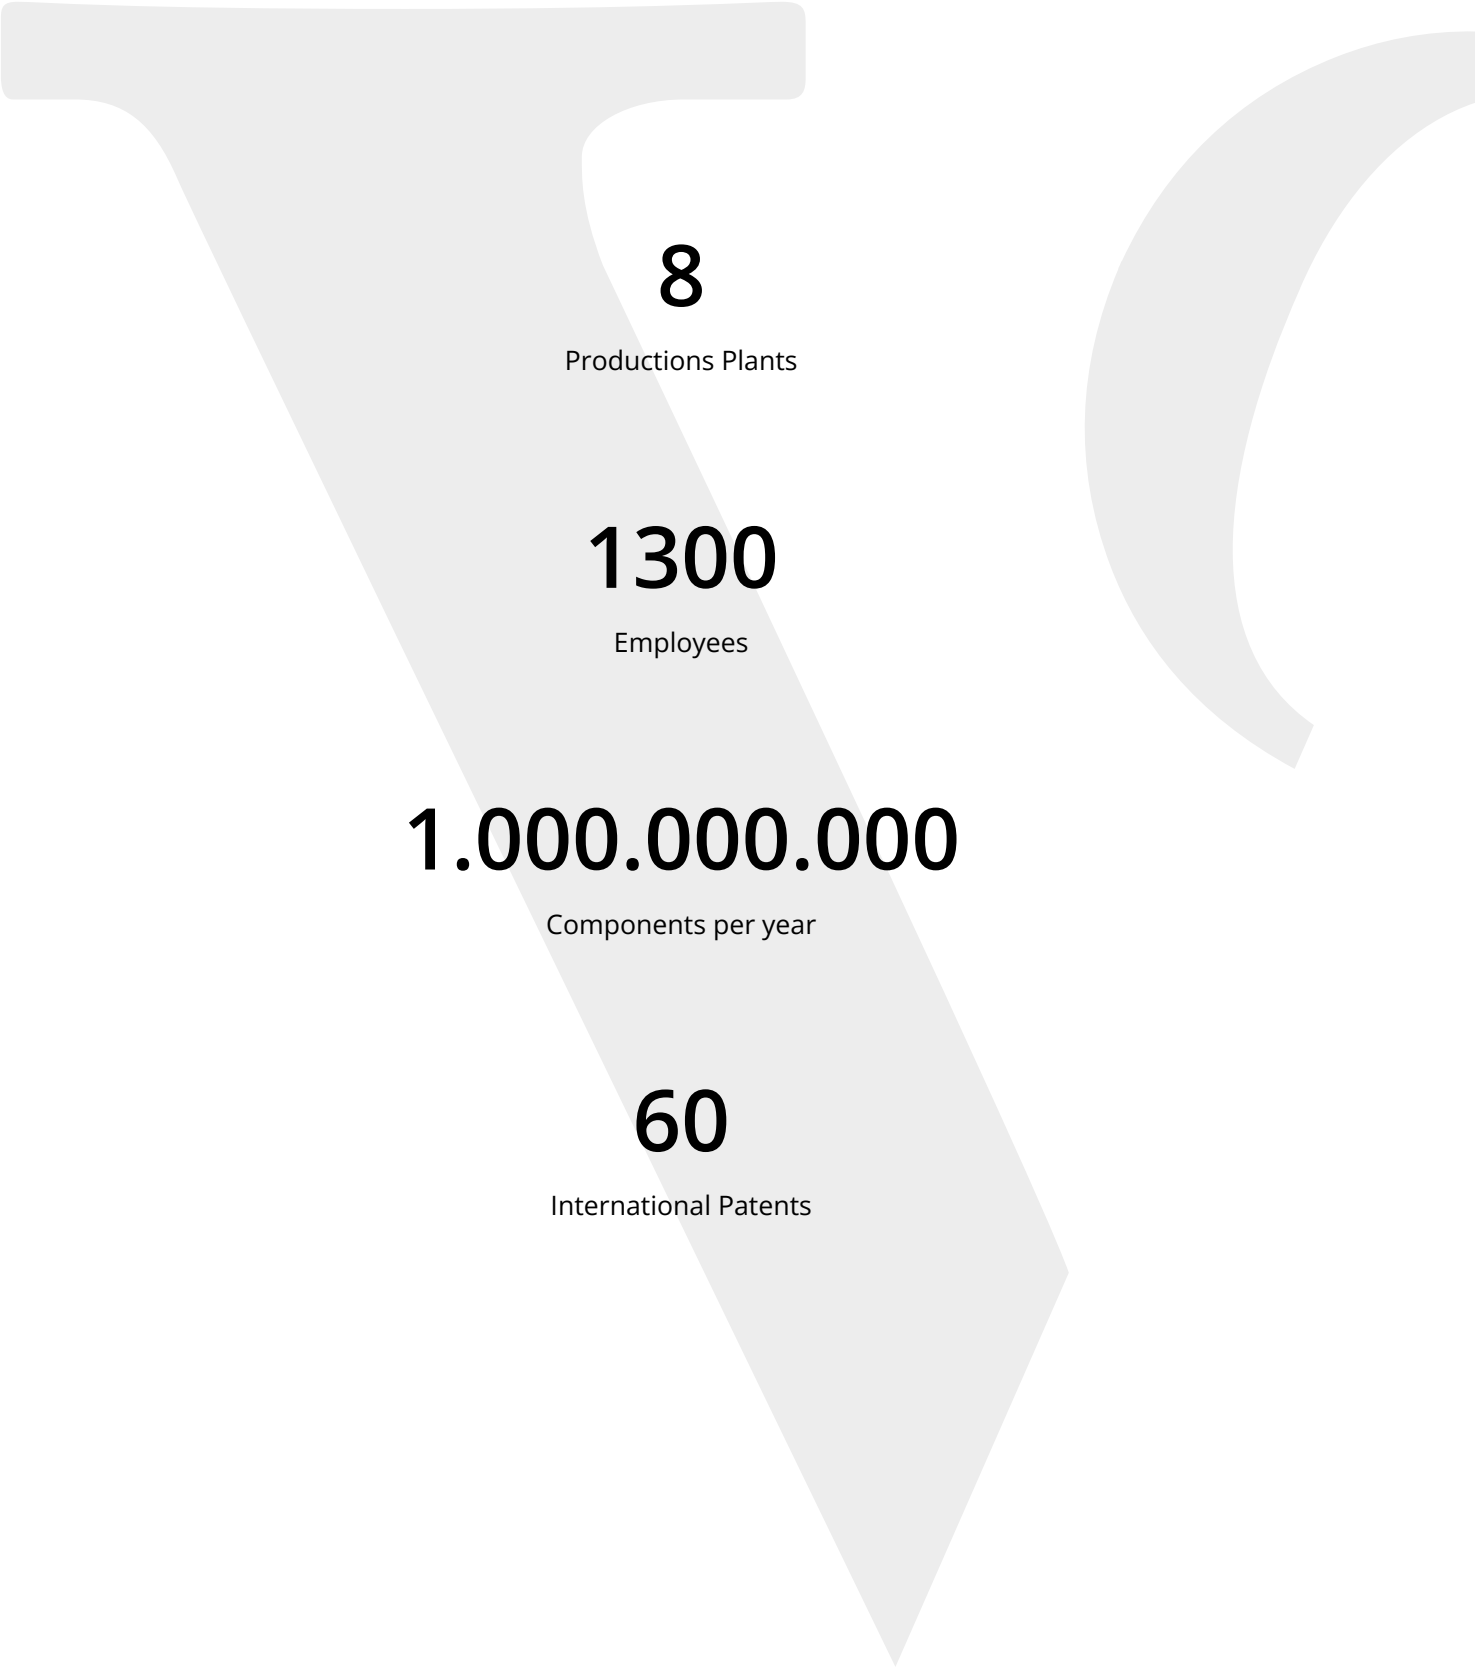 8
Productions Plants
1300
Employees
1.000.000.000
Components per year
60
International Patents